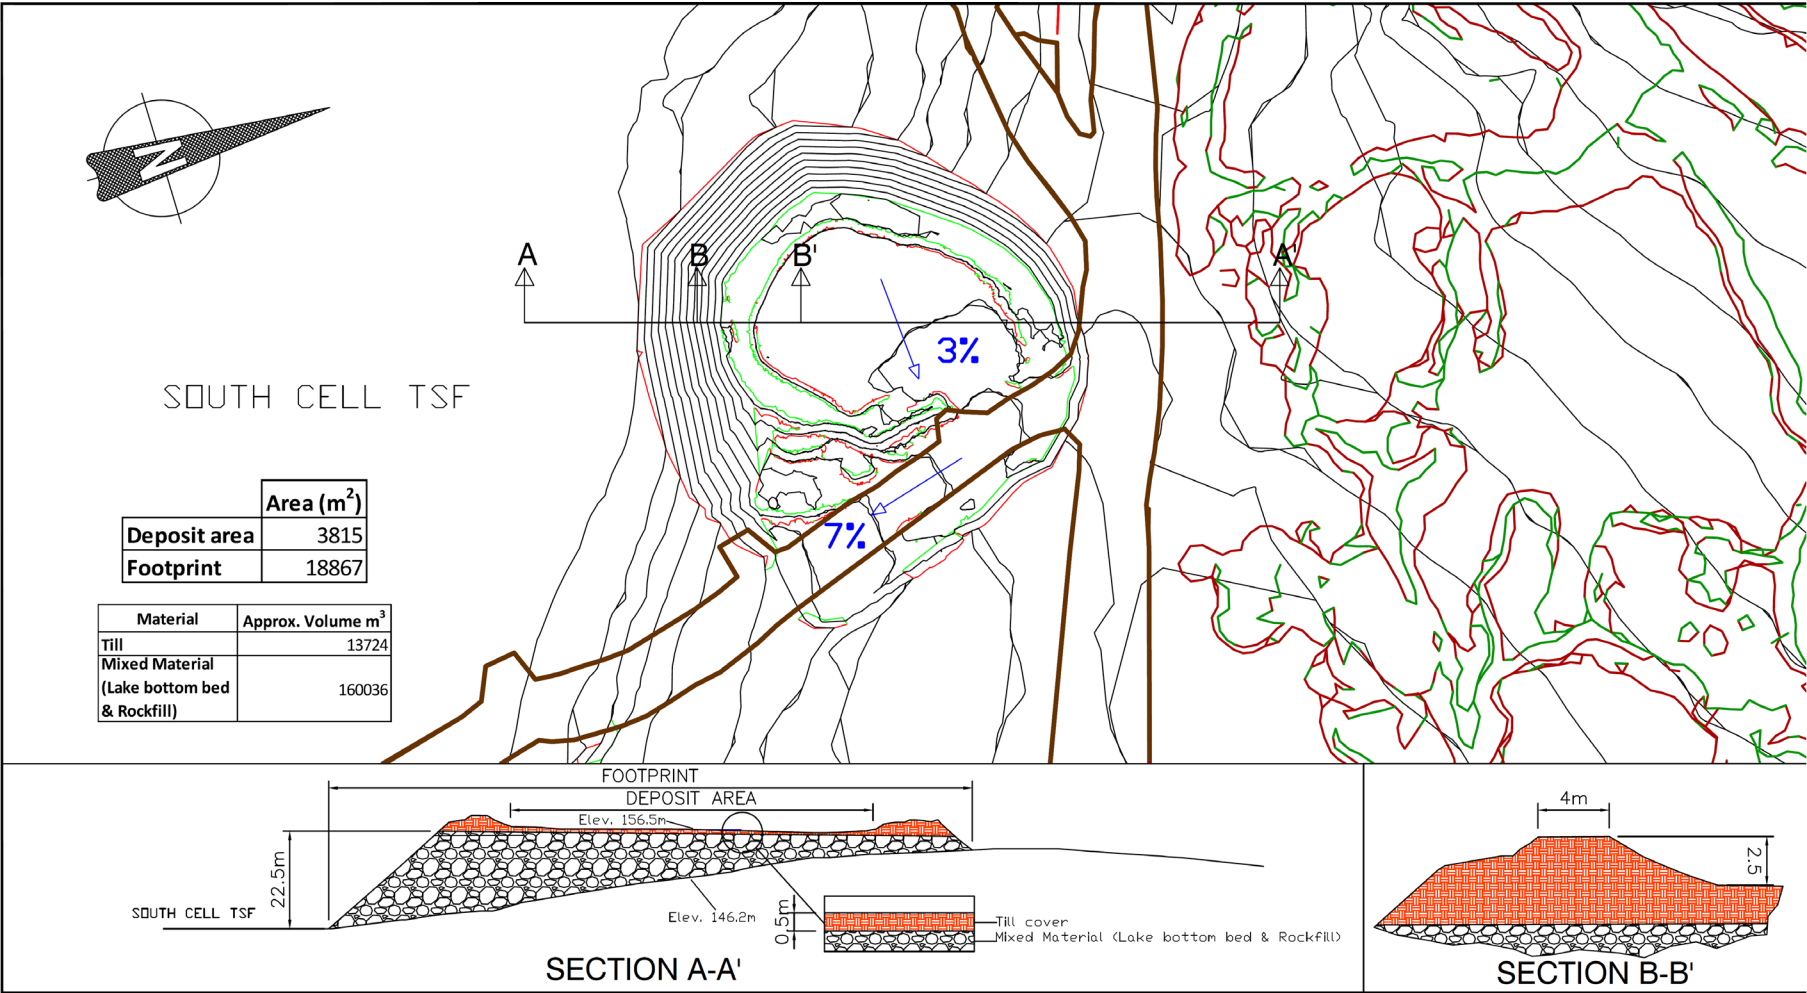 N
A
B
B'
A'
3%
SOUTH CELL TSF
7%
Area (m²)
Deposit area 3815
Footprint 18867
Material Approx. Volume m³
Till 13724
Mixed Material
(Lake bottom bed 160036
& Rockfill)
FOOTPRINT
DEPOSIT AREA
Elev. 156.5m
22.5m
SOUTH CELL TSF
Elev. 146.2m
0.5m
Till cover
Mixed Material (Lake bottom bed & Rockfill)
SECTION A-A'
4m
2.5
SECTION B-B'